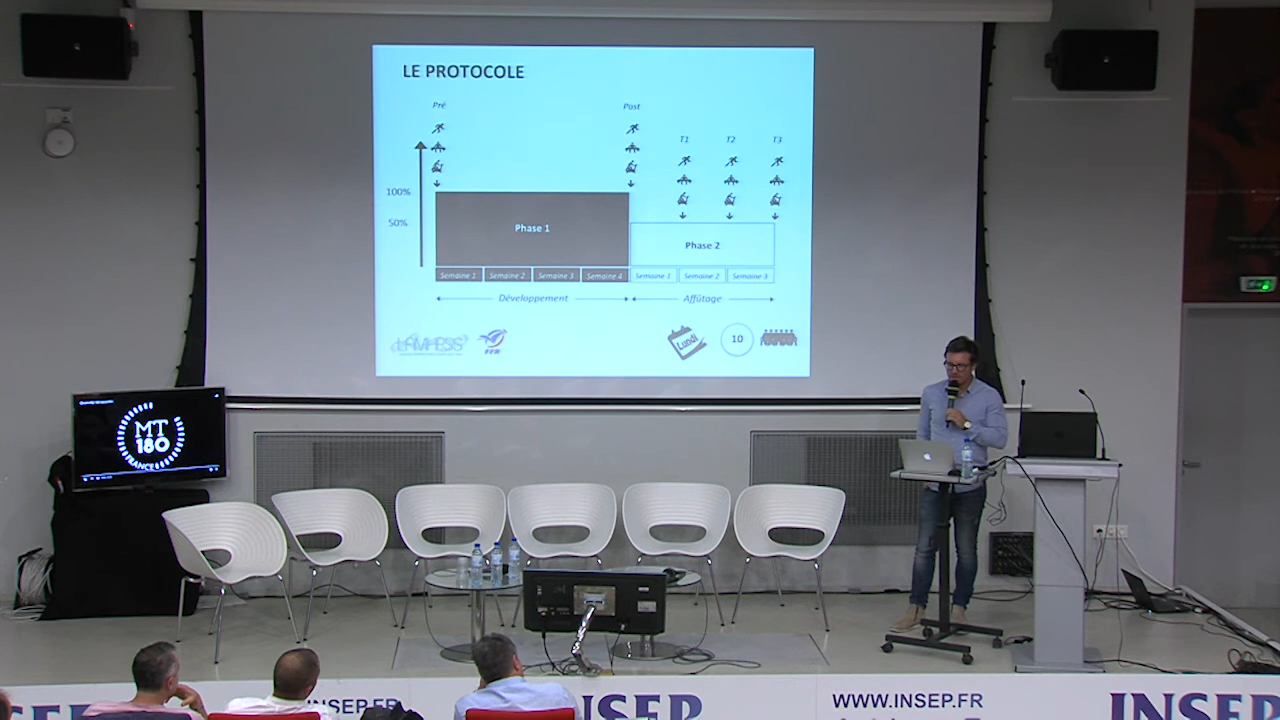 LE PROTOCOLE
Pré
Post
T1 T2 T3
100%
50%
Phase 1
Phase 2
Semaine 1 Semaine 2 Semaine 3 Semaine 4 Semaine 1 Semaine 2 Semaine 3
Développement
Affûtage
FFR
Lundi
10
MT
180
FRANCE
INSEP.FR
INSEP
WWW.INSEP.FR
INSEP